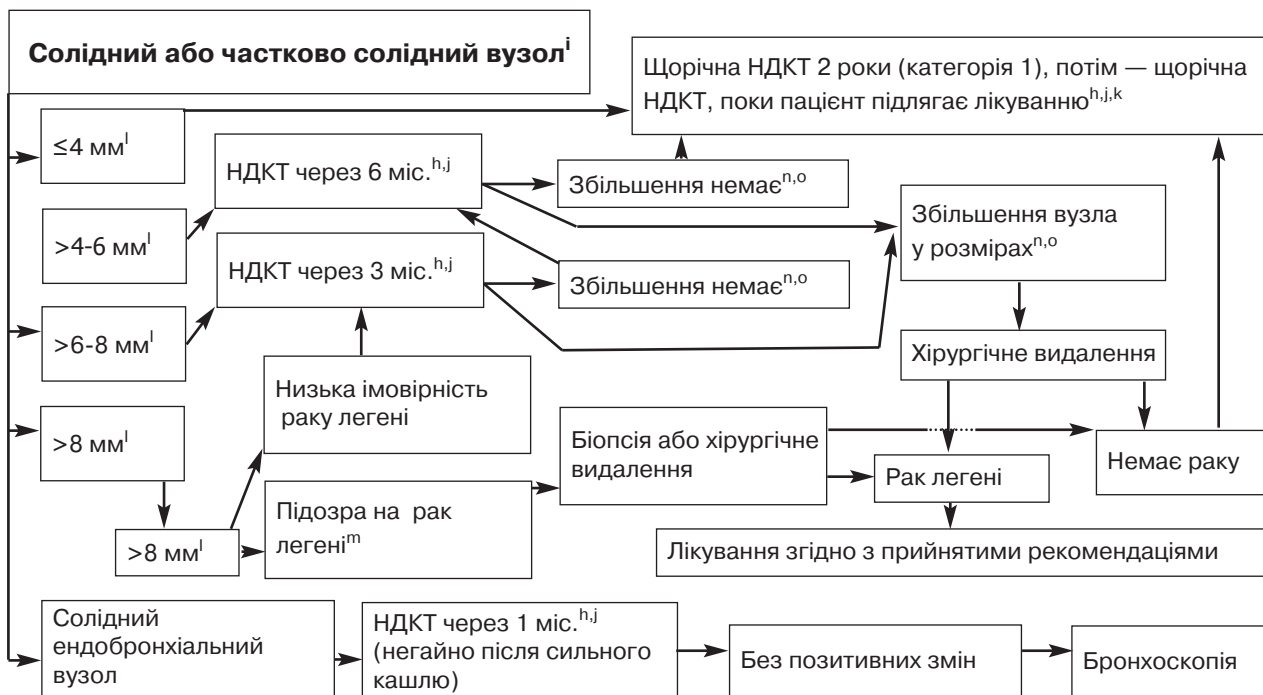 Солідний або частково солідний вузолⁱ
Щорічна НДКТ 2 роки (категорія 1), потім — щорічна
НДКТ, поки пацієнт підлягає лікуваннюʰ,ʲ,ᵏ
≤4 ммˡ
НДКТ через 6 міс.ʰ,ʲ
Збільшення немаєⁿ,ᵒ
>4-6 ммˡ
Збільшення вузла
у розмірахⁿ,ᵒ
НДКТ через 3 міс.ʰ,ʲ
Збільшення немаєⁿ,ᵒ
>6-8 ммˡ
Хірургічне видалення
Низька імовірність
раку легені
>8 ммˡ
Біопсія або хірургічне
видалення
Немає раку
Рак легені
Підозра на рак
легеніᵐ
>8 ммˡ
Лікування згідно з прийнятими рекомендаціями
Солідний
ендобронхіальний
вузол
НДКТ через 1 міс.ʰ,ʲ
(негайно після сильного
кашлю)
Без позитивних змін
Бронхоскопія